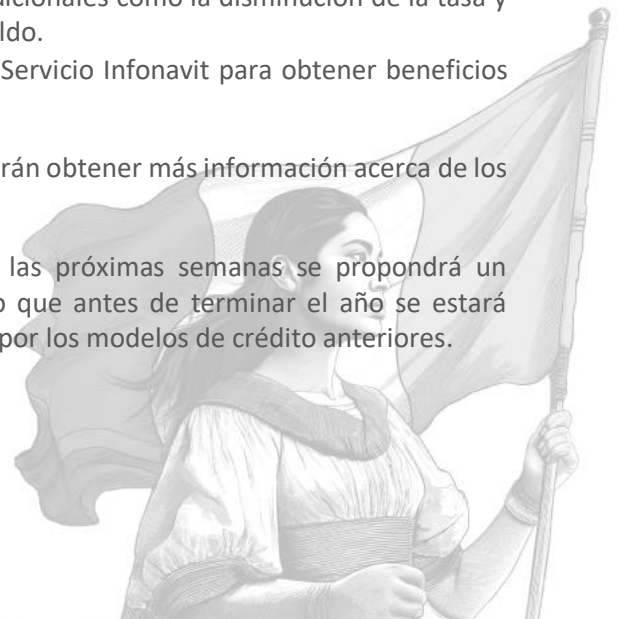 dicionales como la disminución de la tasa y
ldo.
Servicio Infonavit para obtener beneficios
rán obtener más información acerca de los
las próximas semanas se propondrá un
o que antes de terminar el año se estará
por los modelos de crédito anteriores.